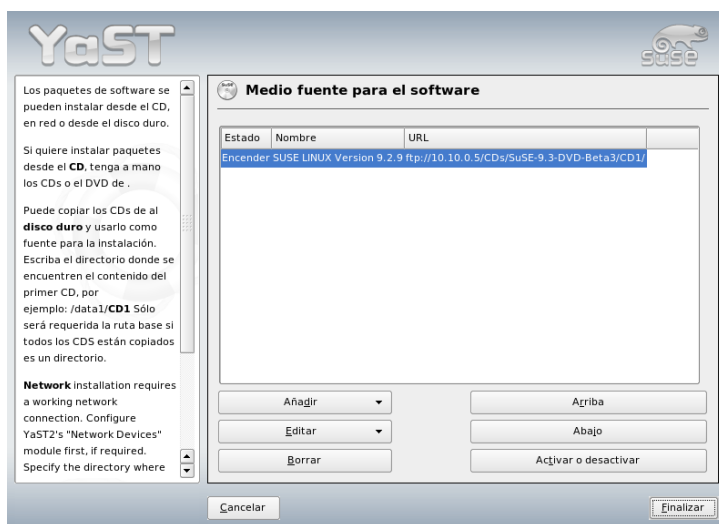 YaST
SUSE
Los paquetes de software se
pueden instalar desde el CD,
en red o desde el disco duro.
Si quiere instalar paquetes
desde el CD, tenga a mano
los CDs o el DVD de .
Puede copiar los CDs de al
disco duro y usarlo como
fuente para la instalación.
Escriba el directorio donde se
encuentren el contenido del
primer CD, por
ejemplo: /data1/CD1 Sólo
será requerida la ruta base si
todos los CDS están copiados
es un directorio.
Network installation requires
a working network
connection. Configure
YaST2's "Network Devices"
module first, if required.
Specify the directory where
Medio fuente para el software
Estado Nombre URL
Encender SUSE LINUX Version 9.2.9 ftp://10.10.0.5/CDs/SuSE-9.3-DVD-Beta3/CD1/
Añadir Arriba
Editar Abajo
Borrar Activar o desactivar
Cancelar Finalizar